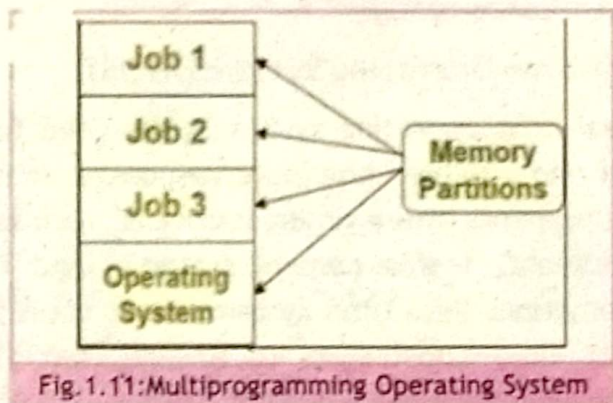 Job 1
Job 2
Job 3
Operating
System
Memory
Partitions
Fig.1.11:Multiprogramming Operating System